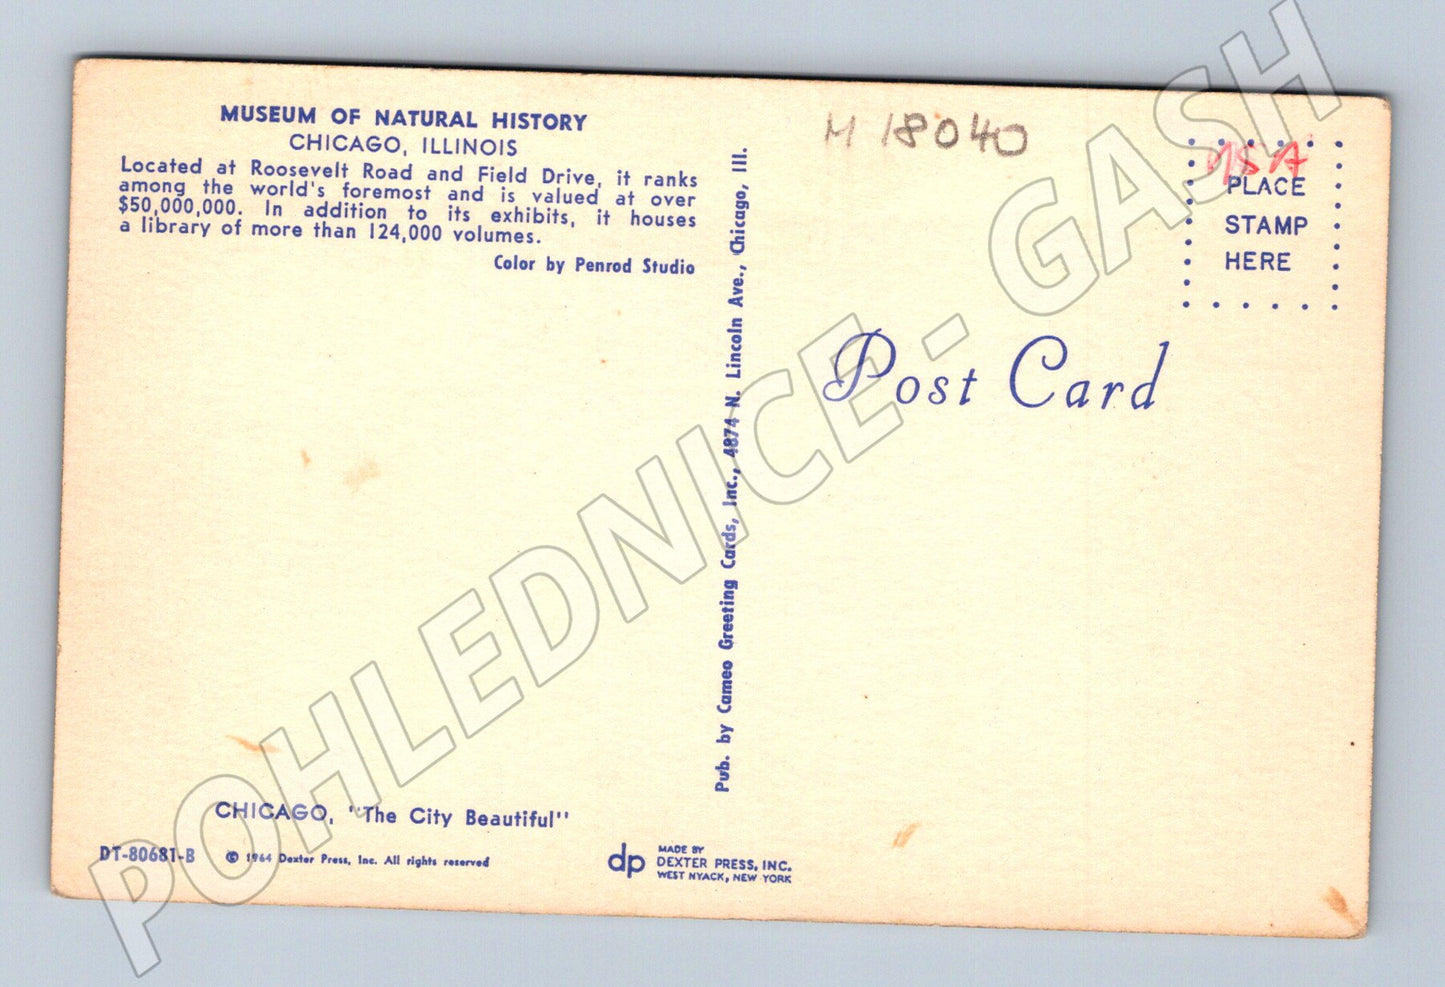 MUSEUM OF NATURAL HISTORY
CHICAGO, ILLINOIS
Located at Roosevelt Road and Field Drive, it ranks
among the world's foremost and is valued at over
$50,000,000. In addition to its exhibits, it houses
a library of more than 124,000 volumes.
Color by Penrod Studio
CHICAGO, "The City Beautiful"
DT-80681-B
© 1964 Dexter Press, Inc. All rights reserved
Pub. by Cameo Greeting Cards, Inc., 4874 N. Lincoln Ave., Chicago, Ill.
dp
MADE BY
DEXTER PRESS, INC.
WEST NYACK, NEW YORK
M 18040
USA
PLACE
STAMP
HERE
Post Card
POHLEDNICE - GASH